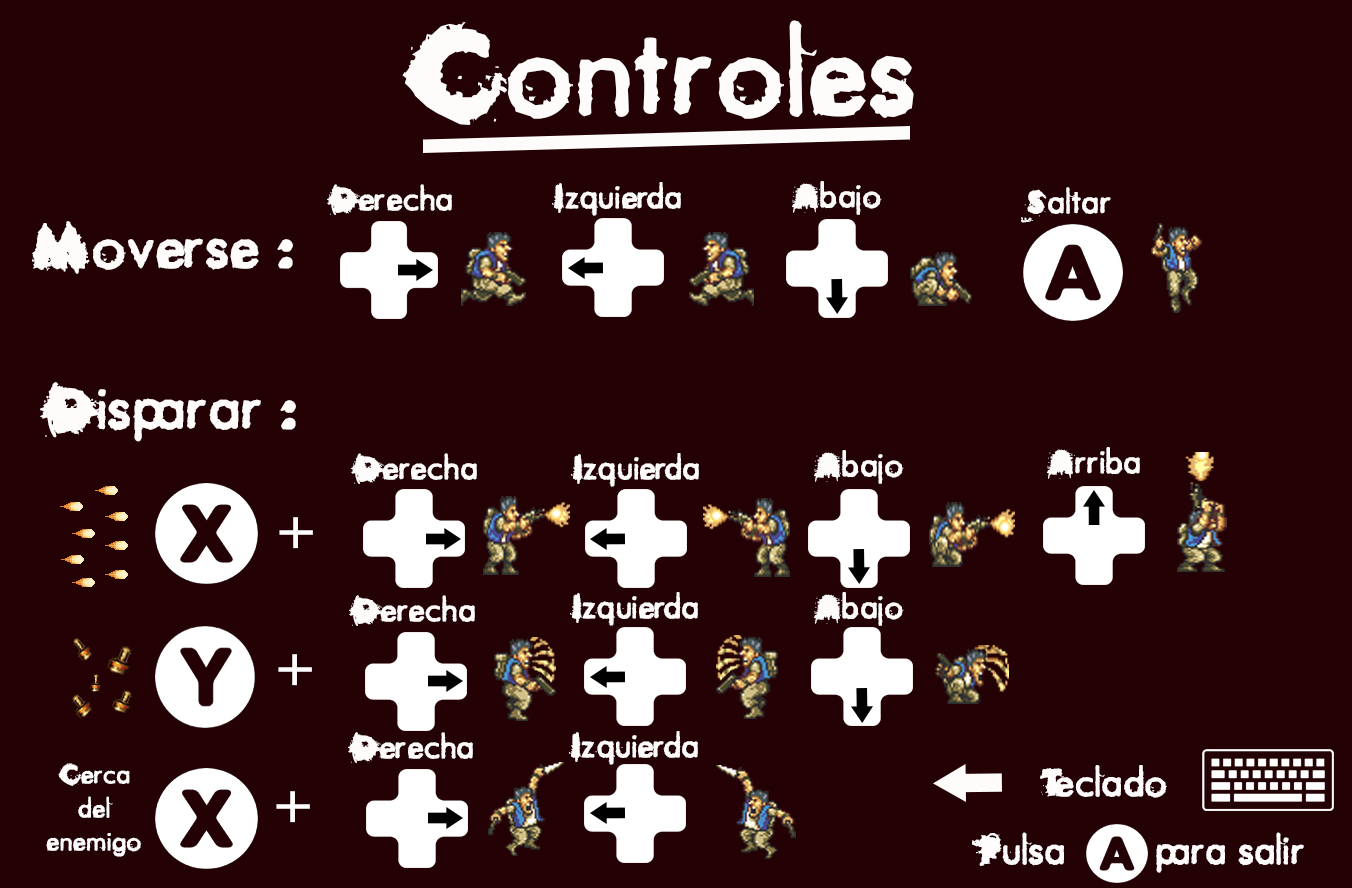 Controles
Derecha Izquierda Abajo Saltar
Moverse :
A
Disparar :
Derecha Izquierda Abajo Arriba
X +
Derecha Izquierda Abajo
Y +
Derecha Izquierda
Cerca
del
enemigo
X +
Teclado
Pulsa A para salir